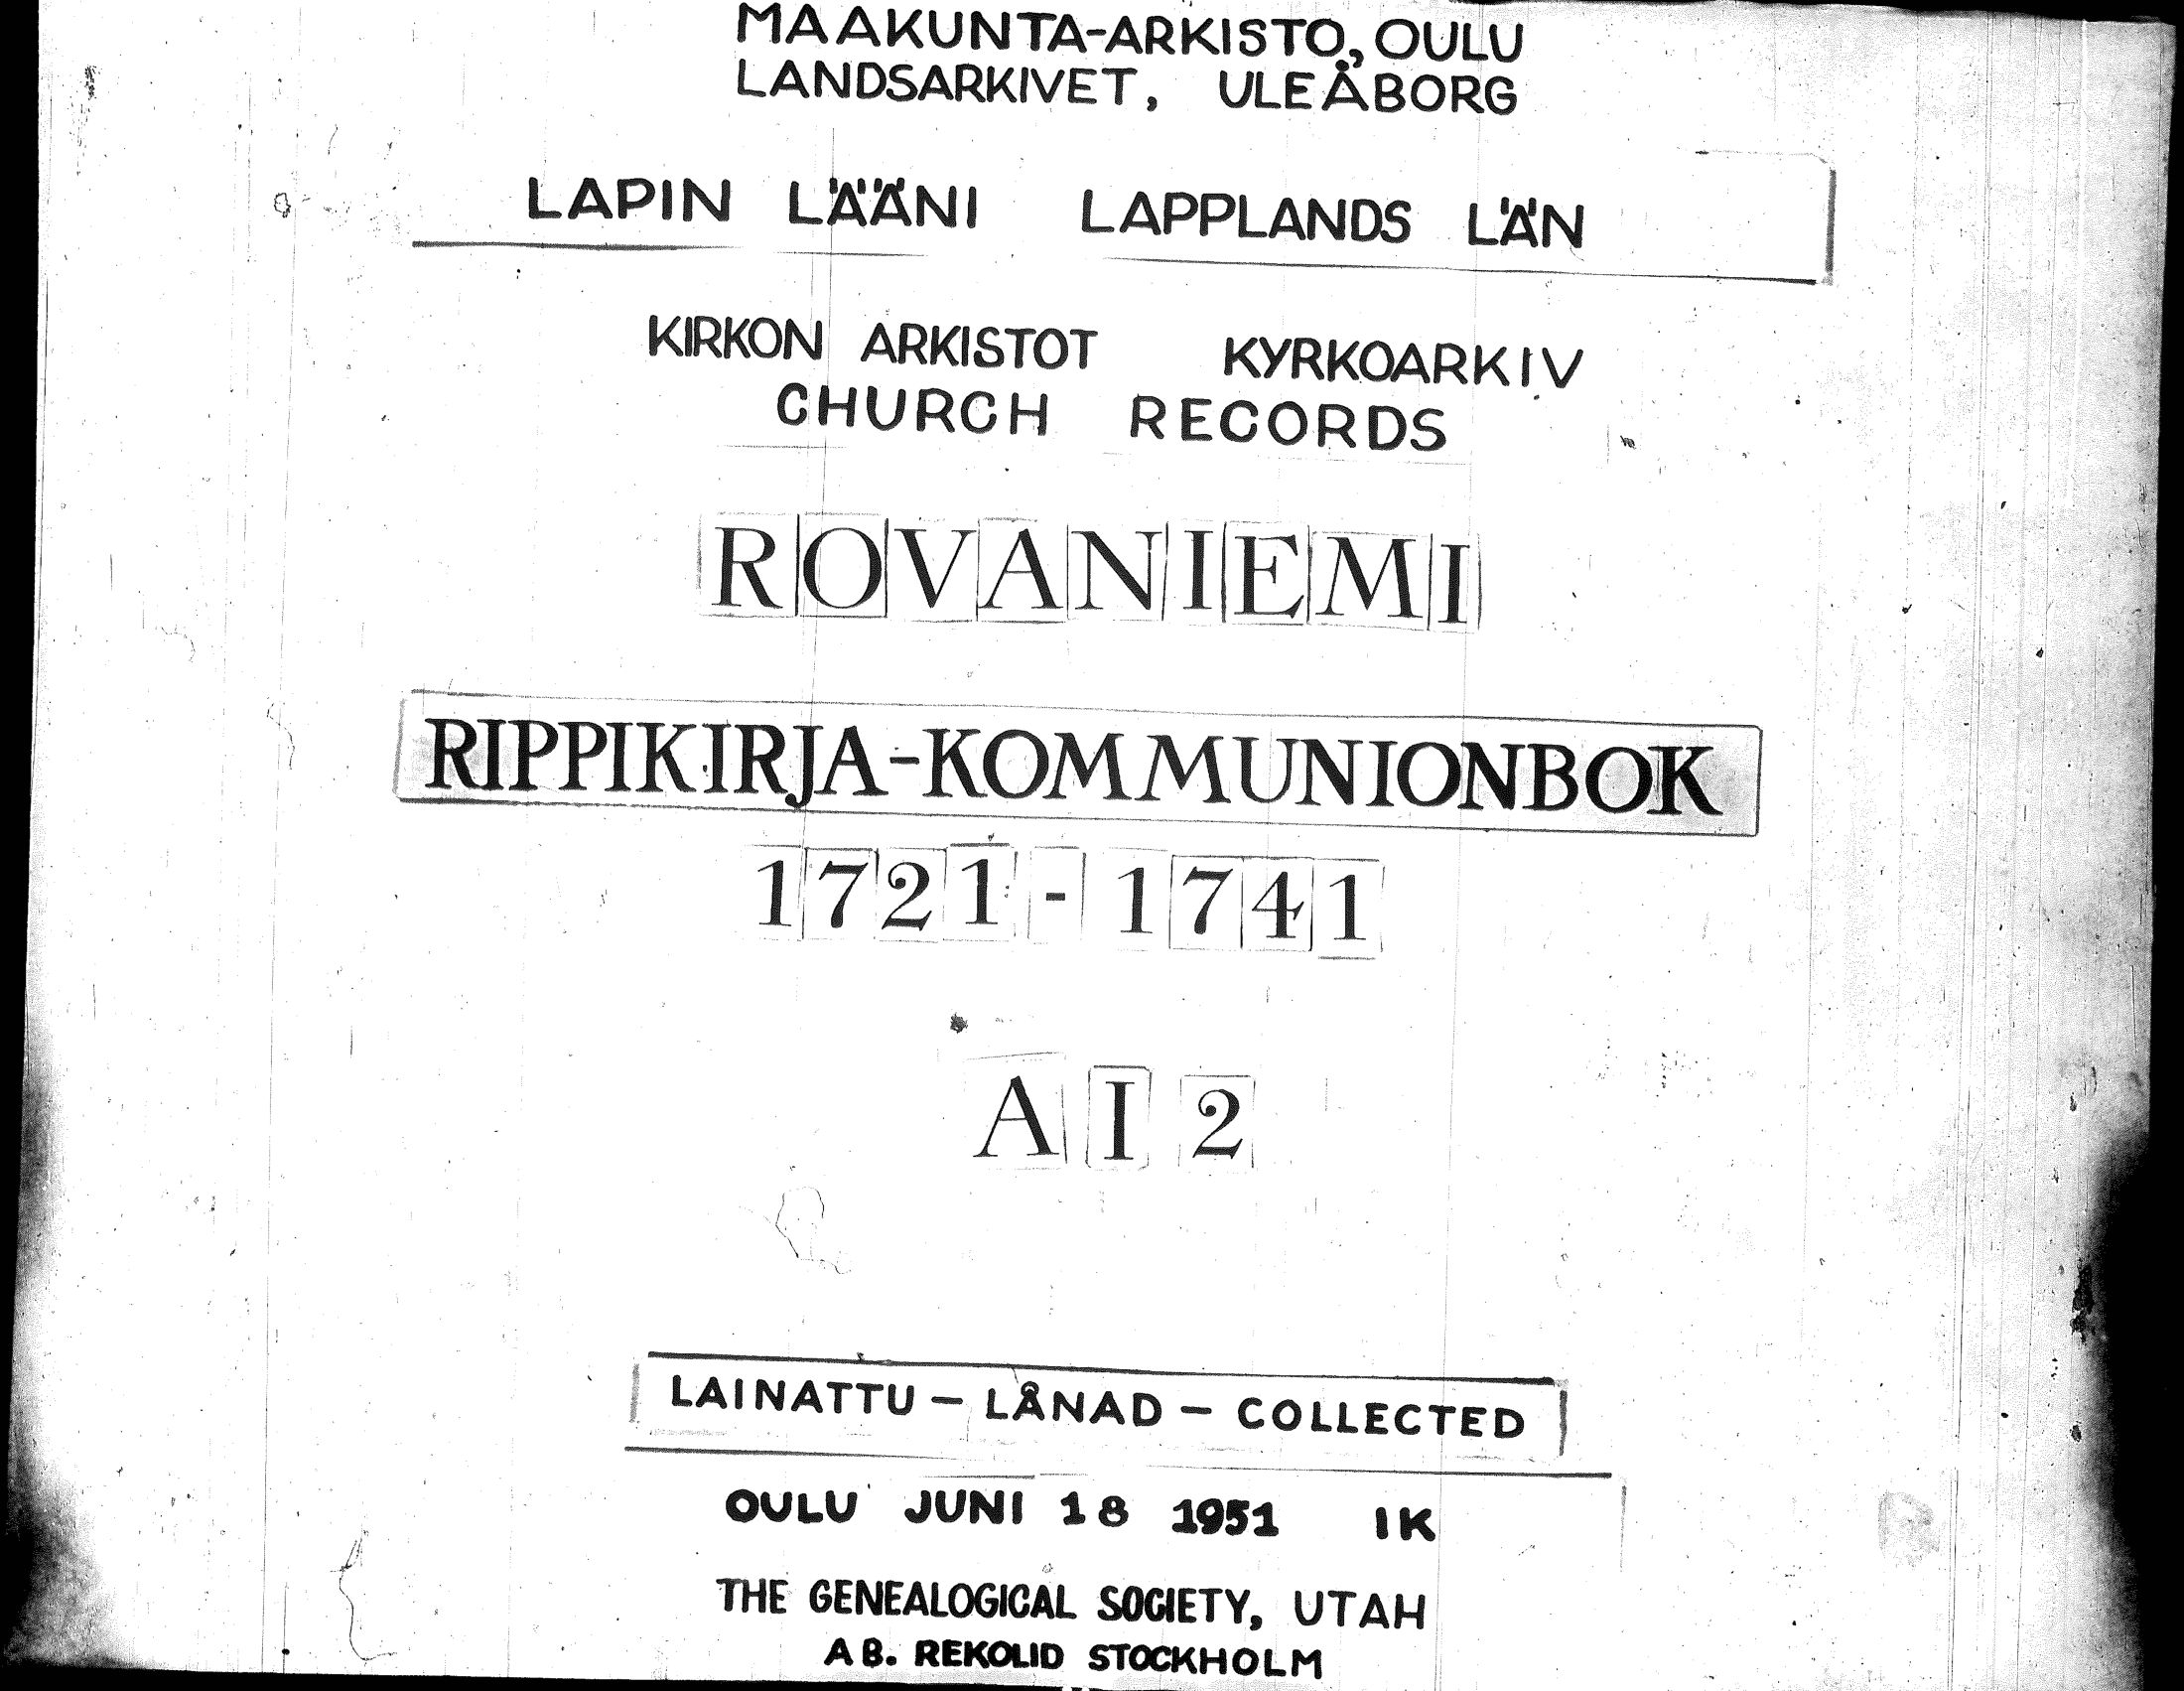 MAAKUNTA-ARKISTO, OULU
LANDSARKIVET, ULEÅBORG
LAPIN LÄÄNI LAPPLANDS LÄN
KIRKON ARKISTOT KYRKOARKIV
CHURCH RECORDS
ROVANIEMI
RIPPIKIRJA-KOMMUNIONBOK
1721-1741
A I 2
LAINATTU – LÅNAD – COLLECTED
OULU JUNI 18 1951 IK
THE GENEALOGICAL SOCIETY, UTAH
AB. REKOLID STOCKHOLM